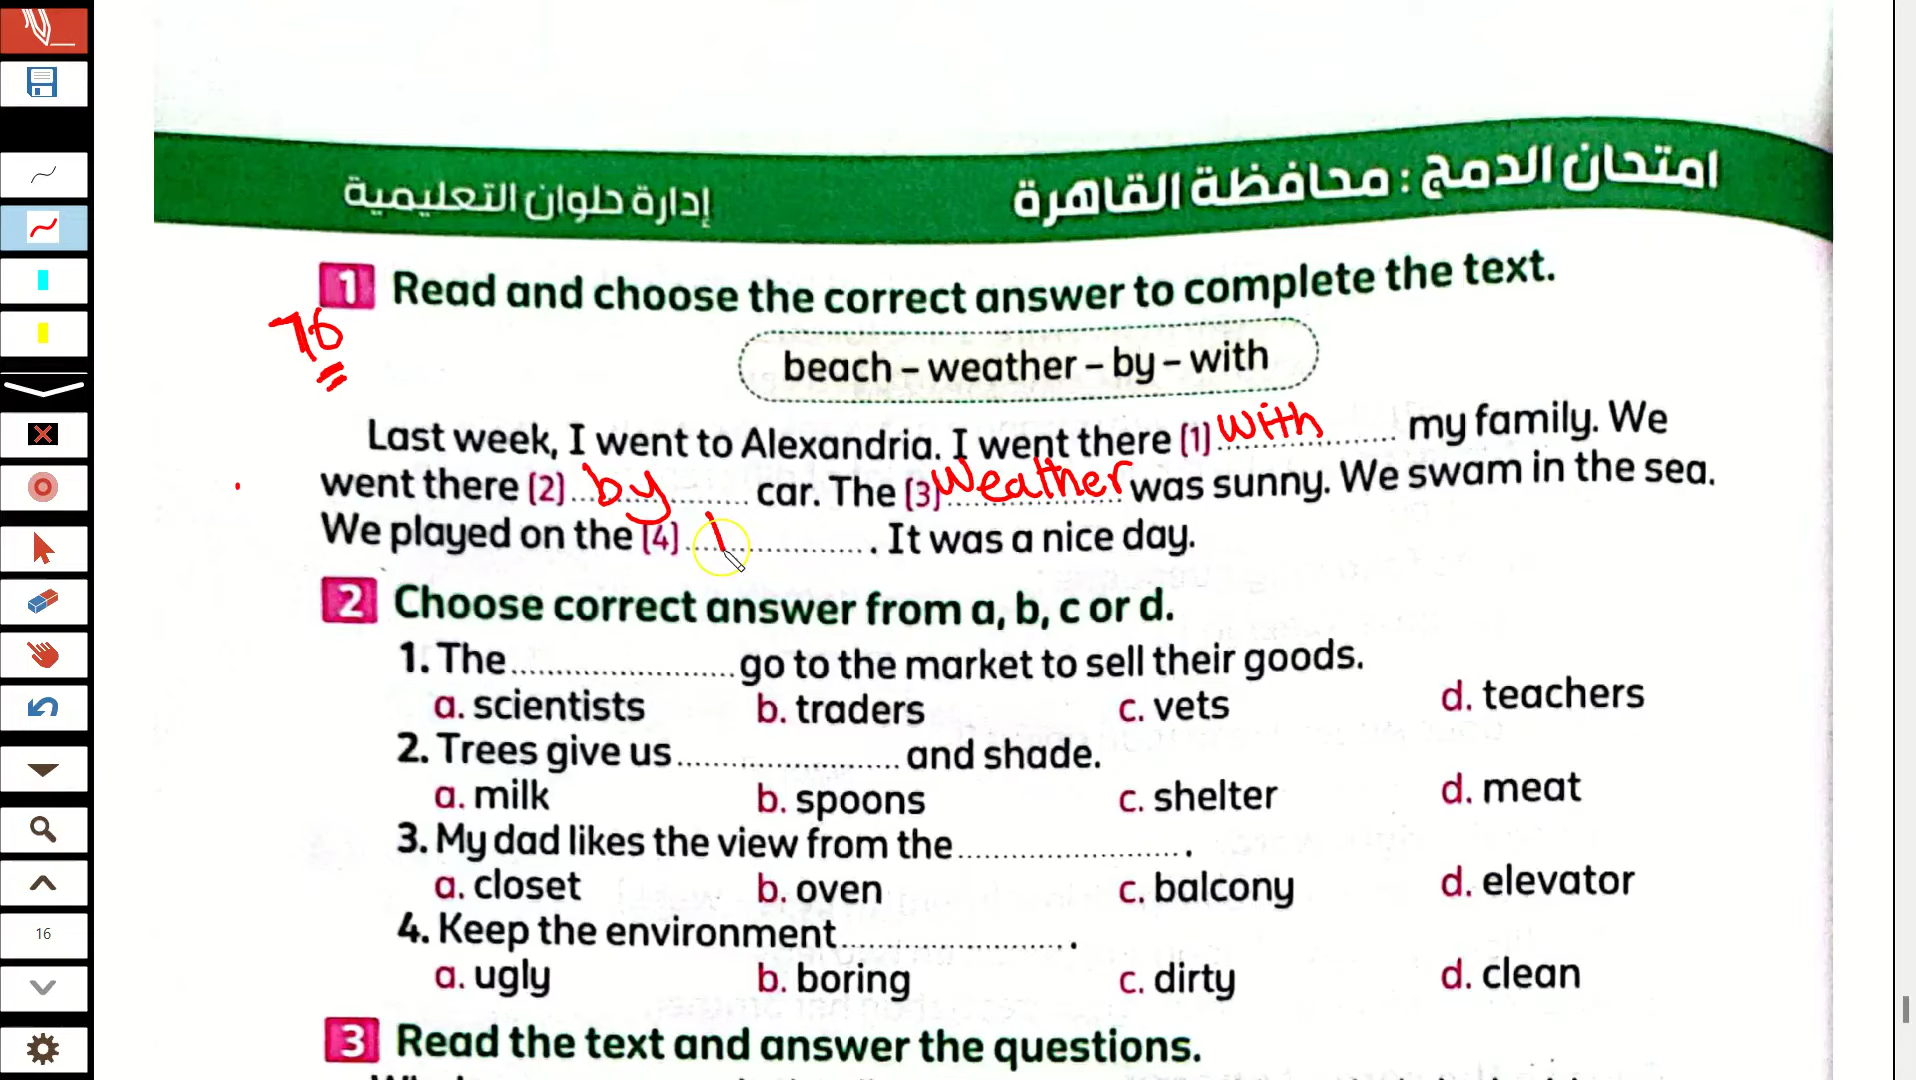 امتحان الدمج : محافظة القاهرة
إدارة حلوان التعليمية
1 Read and choose the correct answer to complete the text.
76
beach – weather – by – with
Last week, I went to Alexandria. I went there (1) with my family. We
went there (2) by car. The (3) Weather was sunny. We swam in the sea.
We played on the (4) .................... . It was a nice day.
2 Choose correct answer from a, b, c or d.
1. The .................... go to the market to sell their goods.
a. scientists b. traders c. vets d. teachers
2. Trees give us .................... and shade.
a. milk b. spoons c. shelter d. meat
3. My dad likes the view from the .................... .
a. closet b. oven c. balcony d. elevator
4. Keep the environment .................... .
a. ugly b. boring c. dirty d. clean
16
3 Read the text and answer the questions.